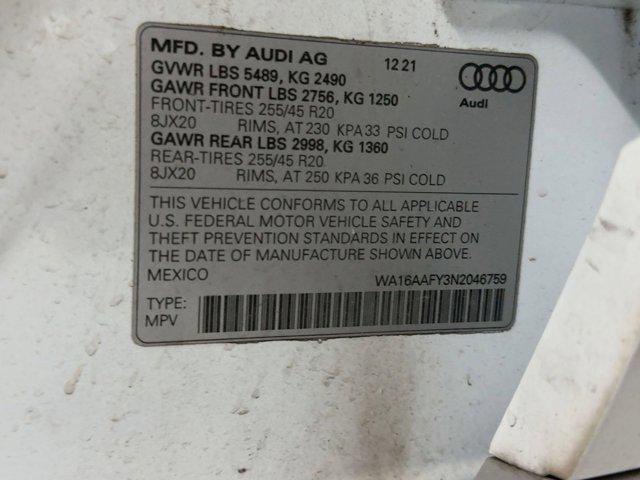 MFD. BY AUDI AG 12 21
GVWR LBS 5489, KG 2490
GAWR FRONT LBS 2756, KG 1250
FRONT-TIRES 255/45 R20
8JX20 RIMS, AT 230 KPA 33 PSI COLD
GAWR REAR LBS 2998, KG 1360
REAR-TIRES 255/45 R20
8JX20 RIMS, AT 250 KPA 36 PSI COLD
Audi
THIS VEHICLE CONFORMS TO ALL APPLICABLE
U.S. FEDERAL MOTOR VEHICLE SAFETY AND
THEFT PREVENTION STANDARDS IN EFFECT ON
THE DATE OF MANUFACTURE SHOWN ABOVE.
MEXICO WA16AAFY3N2046759
TYPE:
MPV